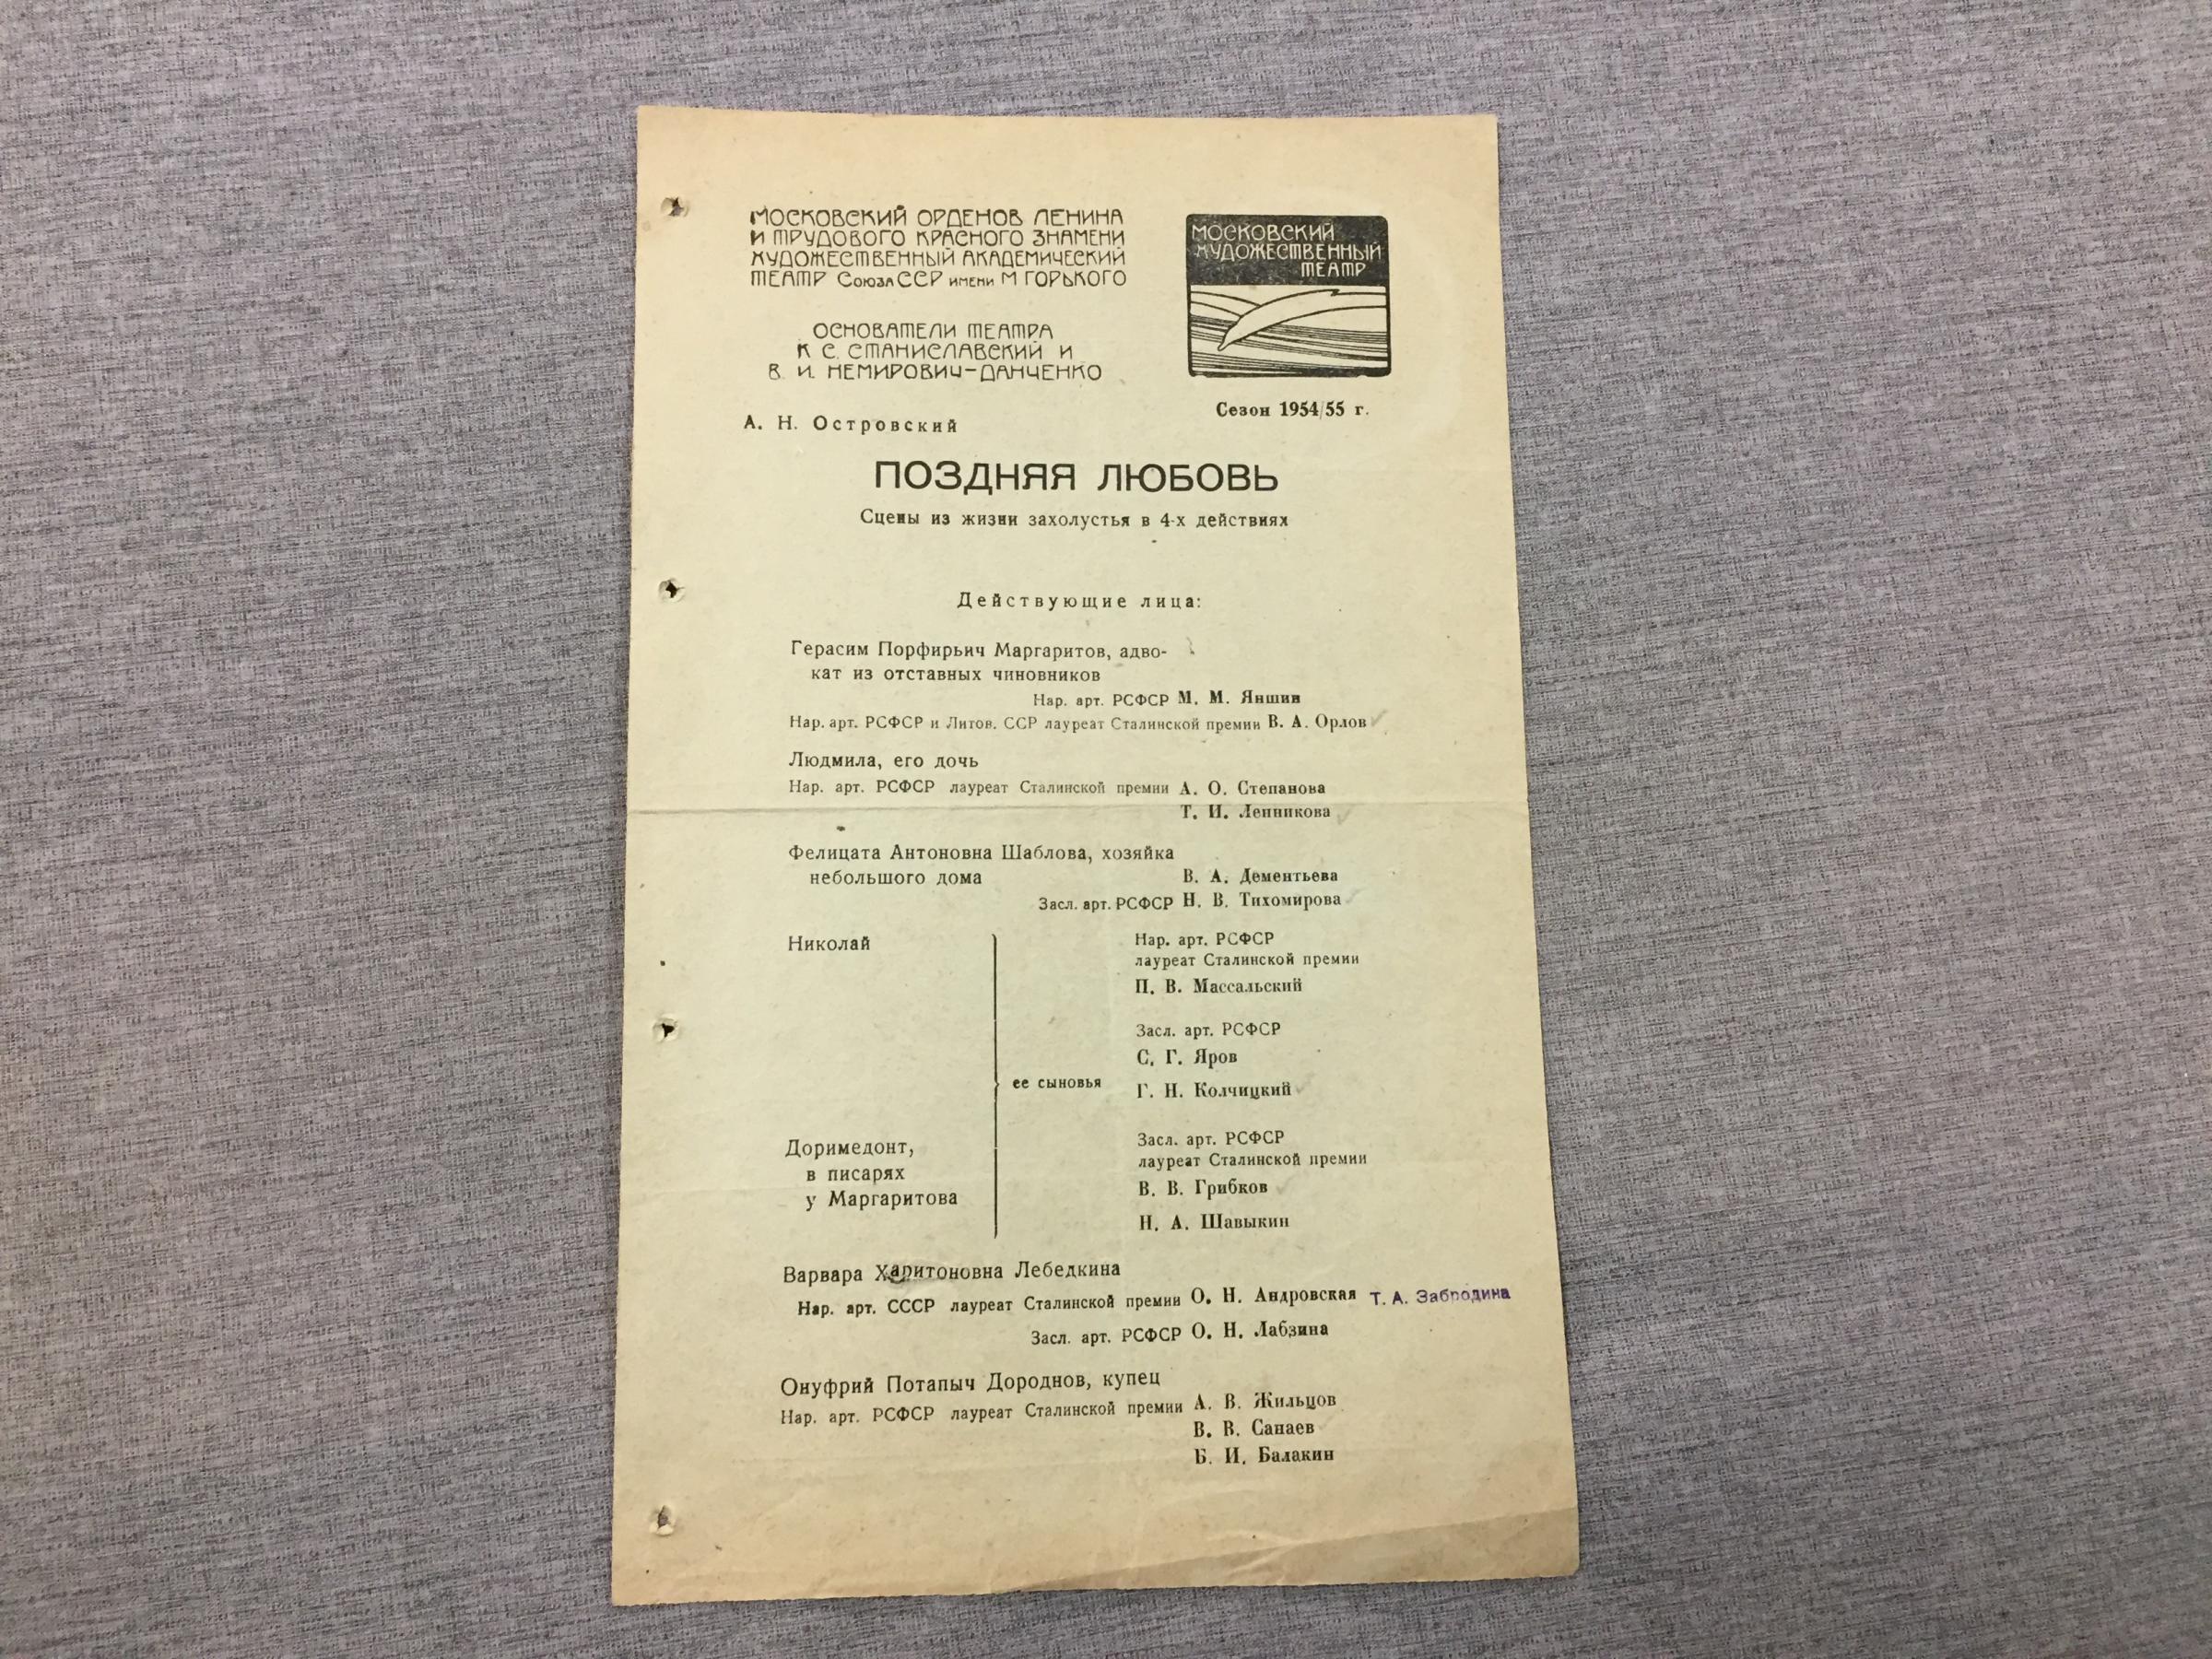 МОСКОВСКИЙ ОРДЕНОВ ЛЕНИНА
И ТРУДОВОГО КРАСНОГО ЗНАМЕНИ
ХУДОЖЕСТВЕННЫЙ АКАДЕМИЧЕСКИЙ
ТЕАТР СОЮЗА ССР ИМЕНИ М ГОРЬКОГО
ОСНОВАТЕЛИ ТЕАТРА
К С. СТАНИСЛАВСКИЙ И
В. И. НЕМИРОВИЧ-ДАНЧЕНКО
МОСКОВСКИЙ
ХУДОЖЕСТВЕННЫЙ
ТЕАТР
Сезон 1954/55 г.
А. Н. Островский
ПОЗДНЯЯ ЛЮБОВЬ
Сцены из жизни захолустья в 4-х действиях
Действующие лица:
Герасим Порфирьич Маргаритов, адво-
кат из отставных чиновников
Нар. арт. РСФСР М. М. Яншин
Нар. арт. РСФСР и Литов. ССР лауреат Сталинской премии В. А. Орлов
Людмила, его дочь
Нар. арт. РСФСР лауреат Сталинской премии А. О. Степанова
Т. И. Ленникова
Фелицата Антоновна Шаблова, хозяйка
небольшого дома В. А. Дементьева
Засл. арт. РСФСР Н. В. Тихомирова
Николай Нар. арт. РСФСР
лауреат Сталинской премии
П. В. Массальский
Засл. арт. РСФСР
С. Г. Яров
ее сыновья Г. Н. Колчицкий
Доримедонт, Засл. арт. РСФСР
в писарях лауреат Сталинской премии
у Маргаритова В. В. Грибков
Н. А. Шавыкин
Варвара Харитоновна Лебедкина
Нар. арт. СССР лауреат Сталинской премии О. Н. Андровская Т. А. Забродина
Засл. арт. РСФСР О. Н. Лабзина
Онуфрий Потапыч Дороднов, купец
Нар. арт. РСФСР лауреат Сталинской премии А. В. Жильцов
В. В. Санаев
Б. И. Балакин